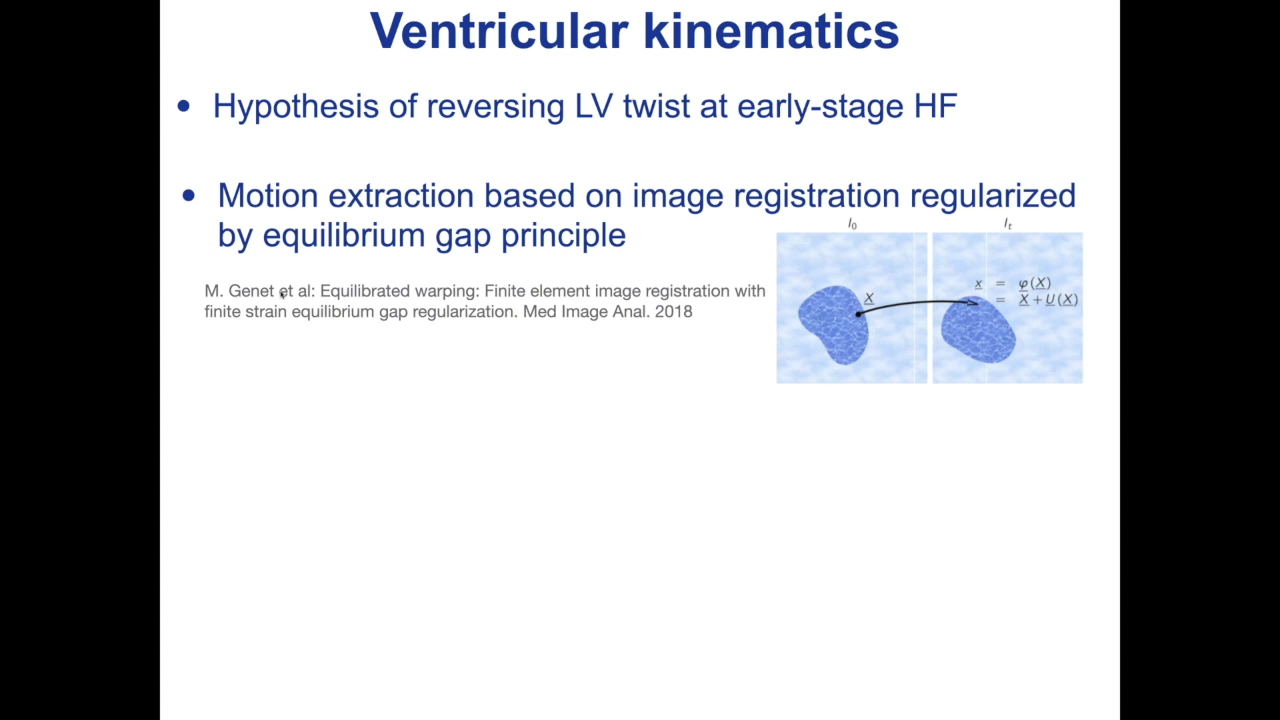 Ventricular kinematics
• Hypothesis of reversing LV twist at early-stage HF
• Motion extraction based on image registration regularized
by equilibrium gap principle
M. Genet et al: Equilibrated warping: Finite element image registration with
finite strain equilibrium gap regularization. Med Image Anal. 2018
I₀
Iₜ
X
x = φ(X)
= X + U(X)